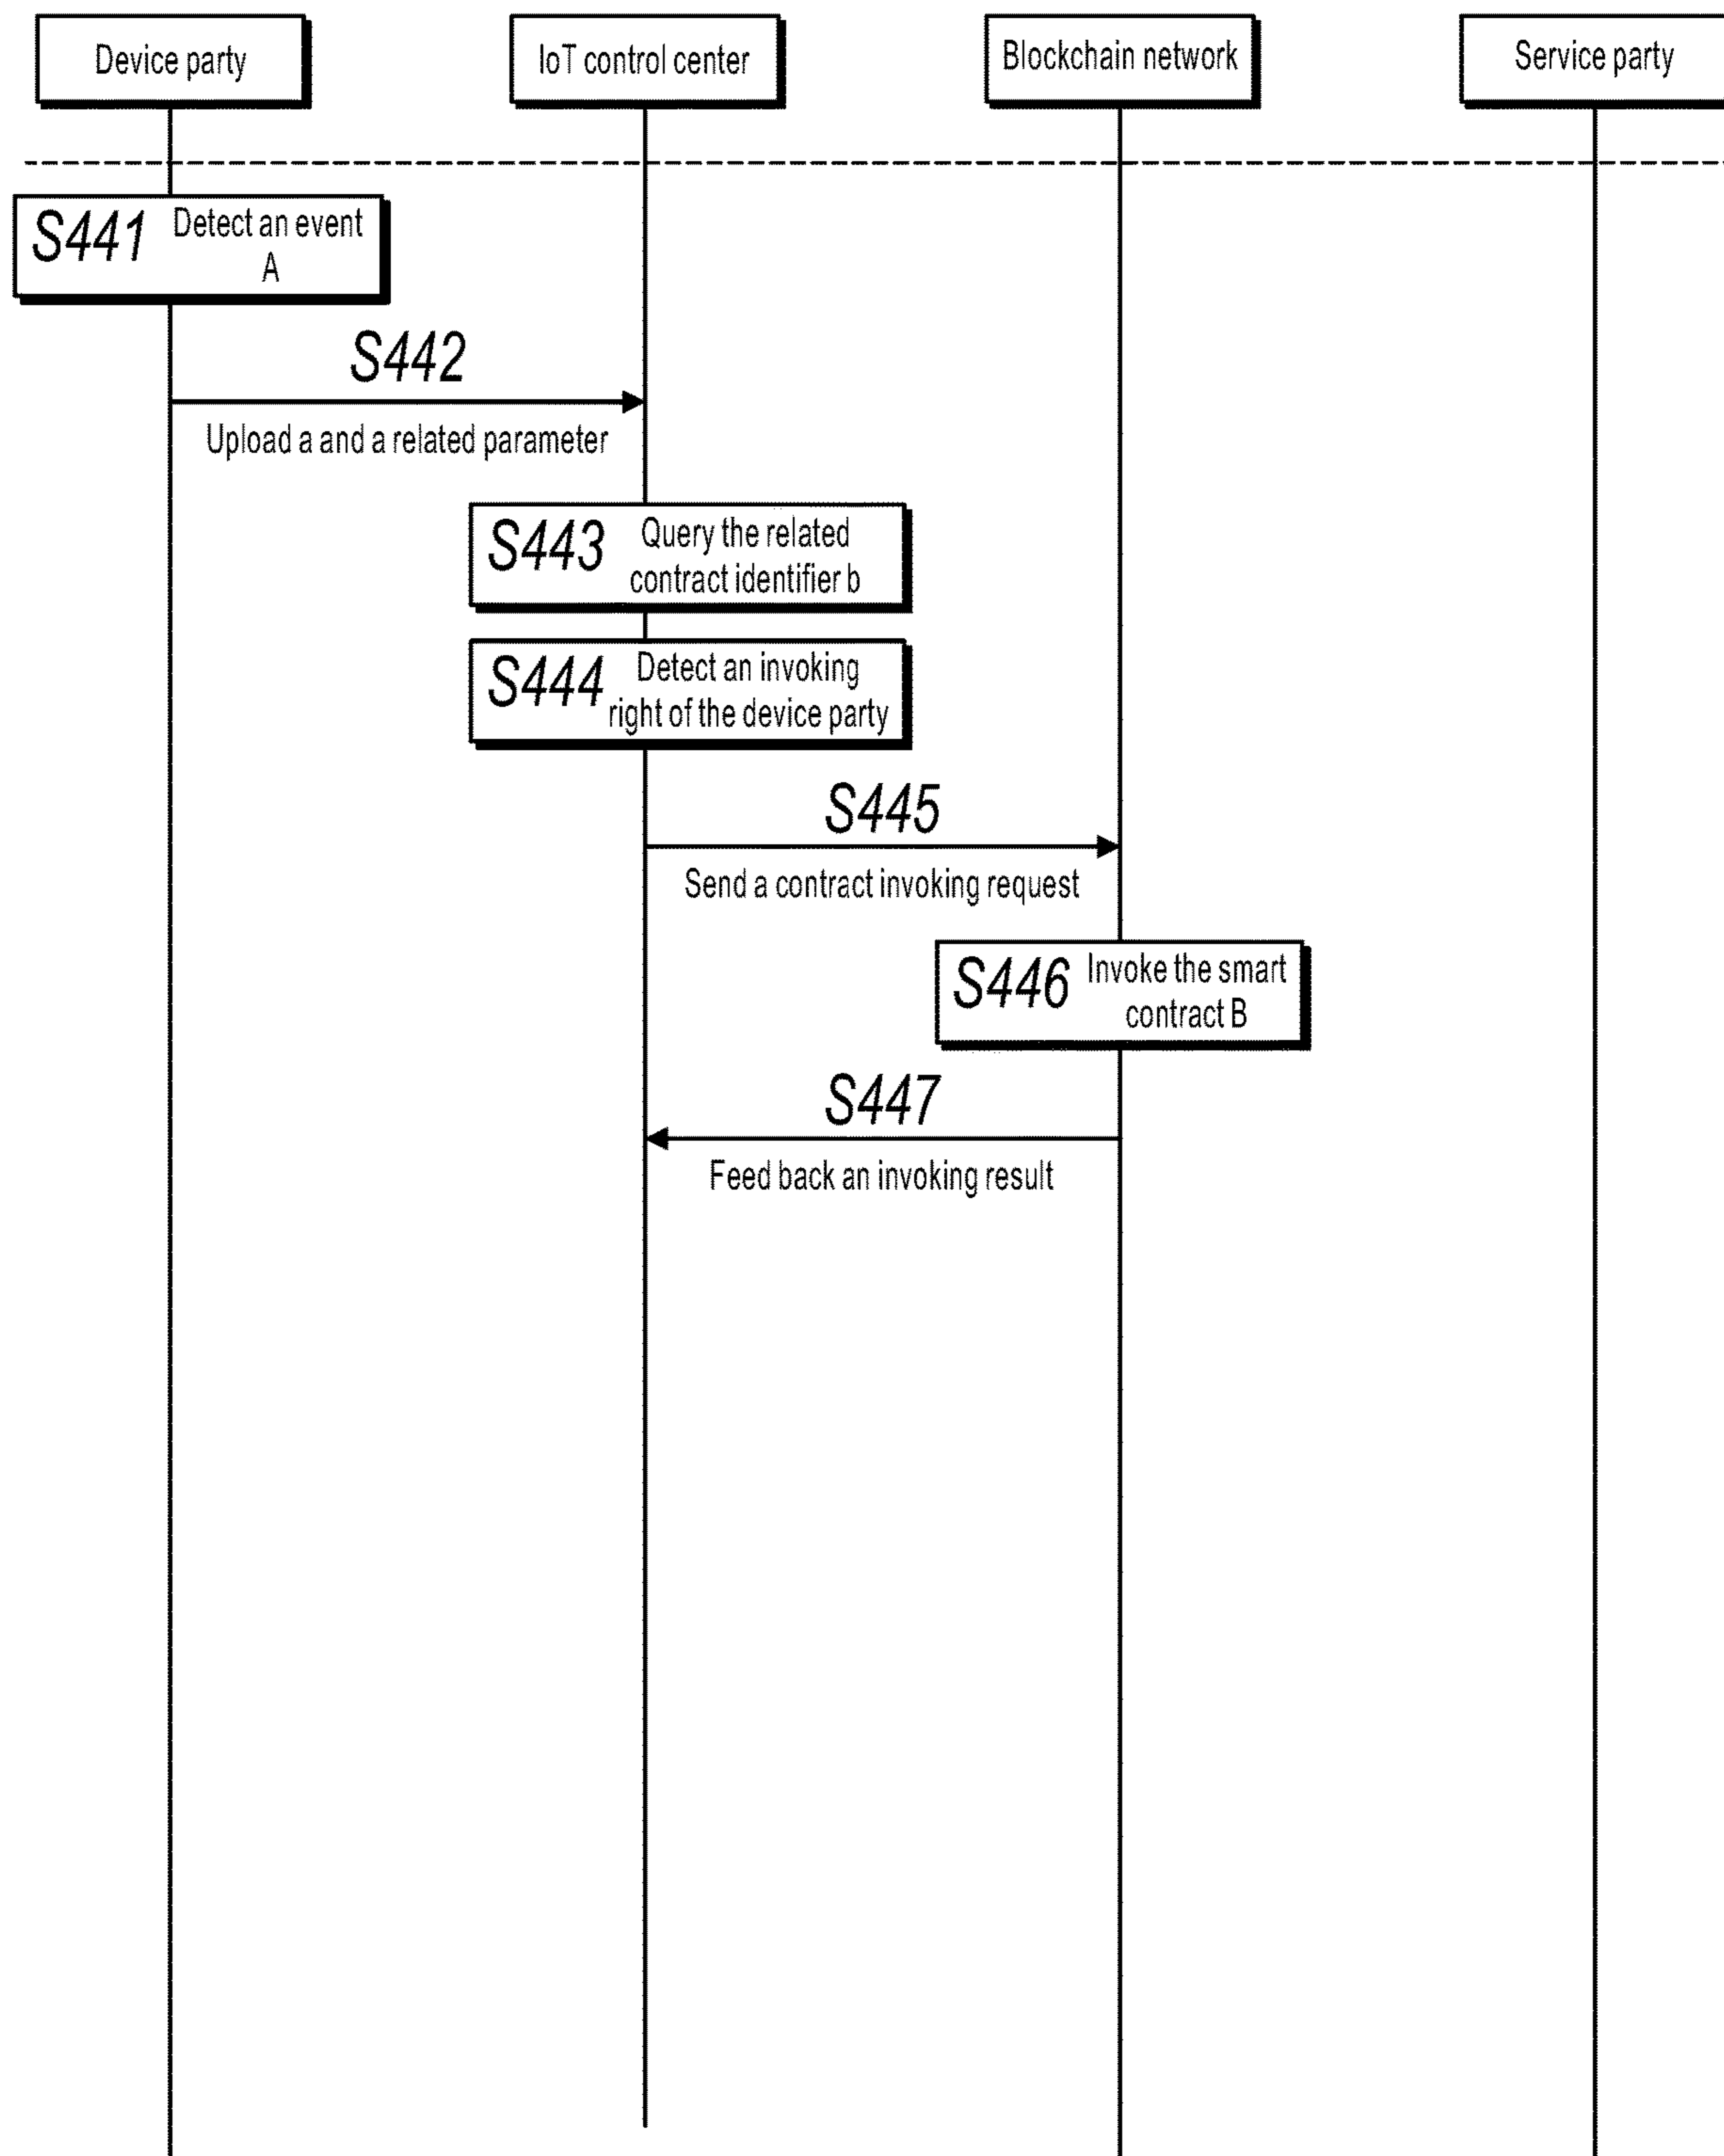 Device party
IoT control center
Blockchain network
Service party
S441
Detect an event
A
S442
Upload a and a related parameter
S443
Query the related
contract identifier b
S444
Detect an invoking
right of the device party
S445
Send a contract invoking request
S446
Invoke the smart
contract B
S447
Feed back an invoking result